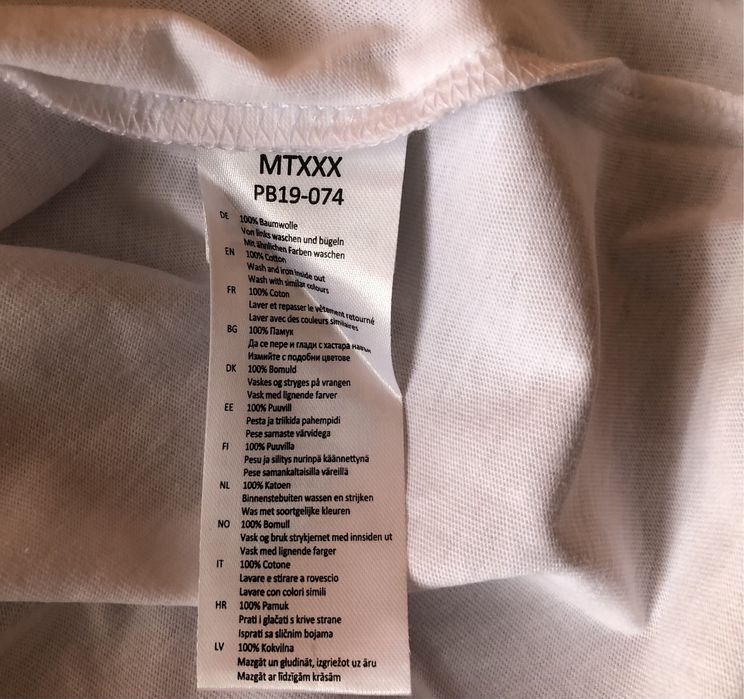 MTXXX
PB19-074
DE 100% Baumwolle
Von links waschen und bügeln
Mit ähnlichen Farben waschen
EN 100% Cotton
Wash and iron inside out
Wash with similar colours
FR 100% Coton
Laver et repasser le vêtement retourné
Laver avec des couleurs similaires
BG 100% Памук
Да се пере и глади с хастара
Измийте с подобни цветове
DK 100% Bomuld
Vaskes og stryges på vrangen
Vask med lignende farver
EE 100% Puuvill
Pesta ja triikida pahempidi
Pese samaste värvidega
FI 100% Puuvilla
Pesu ja silitys nurinpä käännettynä
Pese samankaltaisilla väreillä
NL 100% Katoen
Binnenstebuiten wassen en strijken
Was met soortgelijke kleuren
NO 100% Bomull
Vask og bruk strykjernet med innsiden ut
Vask med lignende farger
IT 100% Cotone
Lavare e stirare a rovescio
Lavare con colori simili
HR 100% Pamuk
Prati i glačati s krive strane
Isprati sa sličnim bojama
LV 100% Kokvilna
Mazgāt un gludināt, izgriežot uz āru
Mazgāt ar līdzīgām krāsām